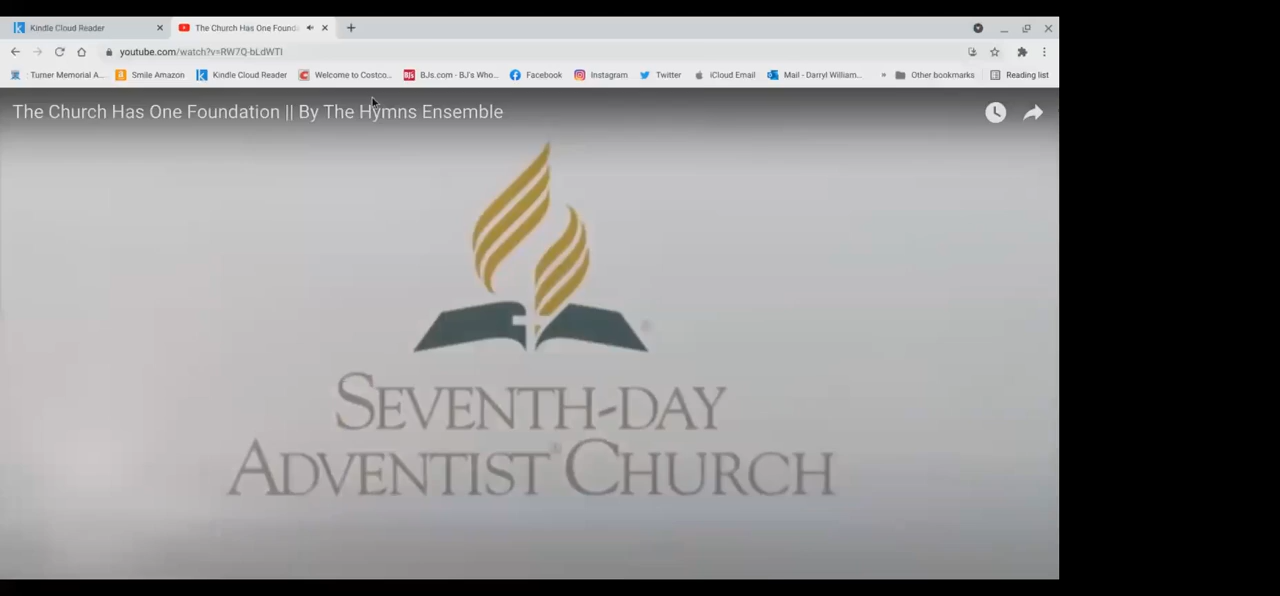 Kindle Cloud Reader
The Church Has One Founda
youtube.com/watch?v=RW7Q-bLdWTI
Turner Memorial A... Smile Amazon Kindle Cloud Reader Welcome to Costco... BJs.com - BJ's Who... Facebook Instagram Twitter iCloud Email Mail - Darryl William... » Other bookmarks Reading list
The Church Has One Foundation || By The Hymns Ensemble
SEVENTH-DAY
ADVENTIST® CHURCH